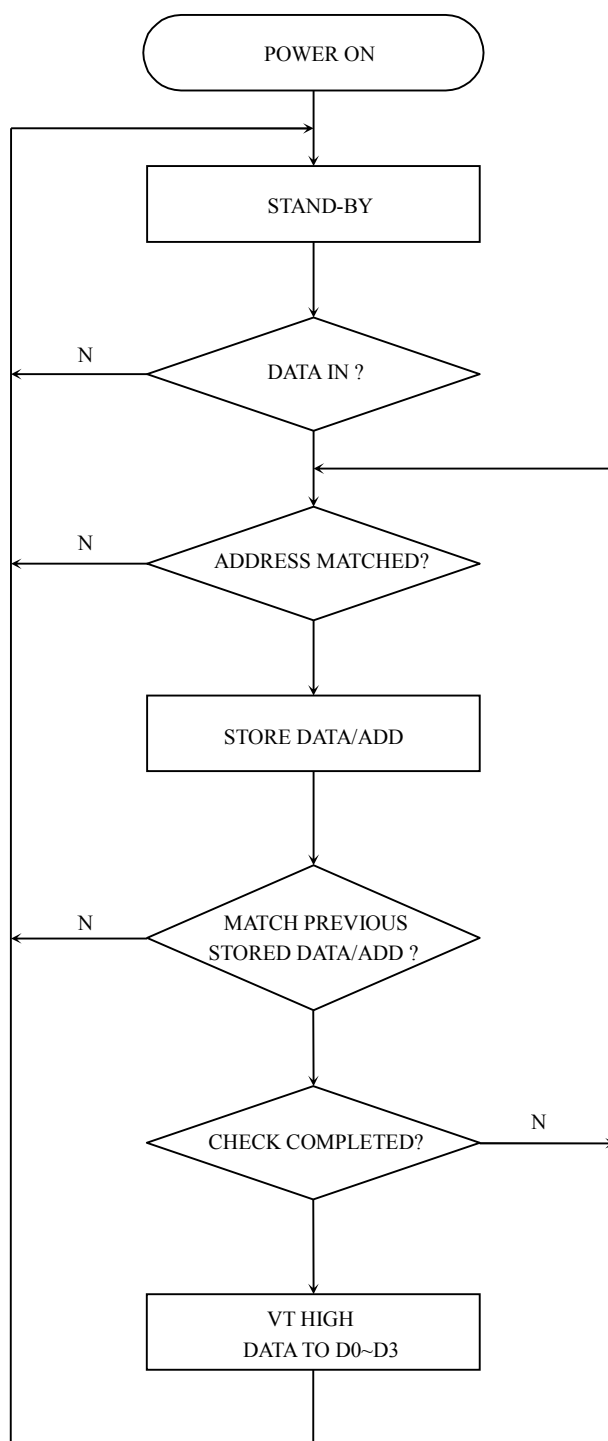 POWER ON
STAND-BY
N
DATA IN ?
N
ADDRESS MATCHED?
STORE DATA/ADD
N
MATCH PREVIOUS
STORED DATA/ADD ?
CHECK COMPLETED?
N
VT HIGH
DATA TO D0~D3